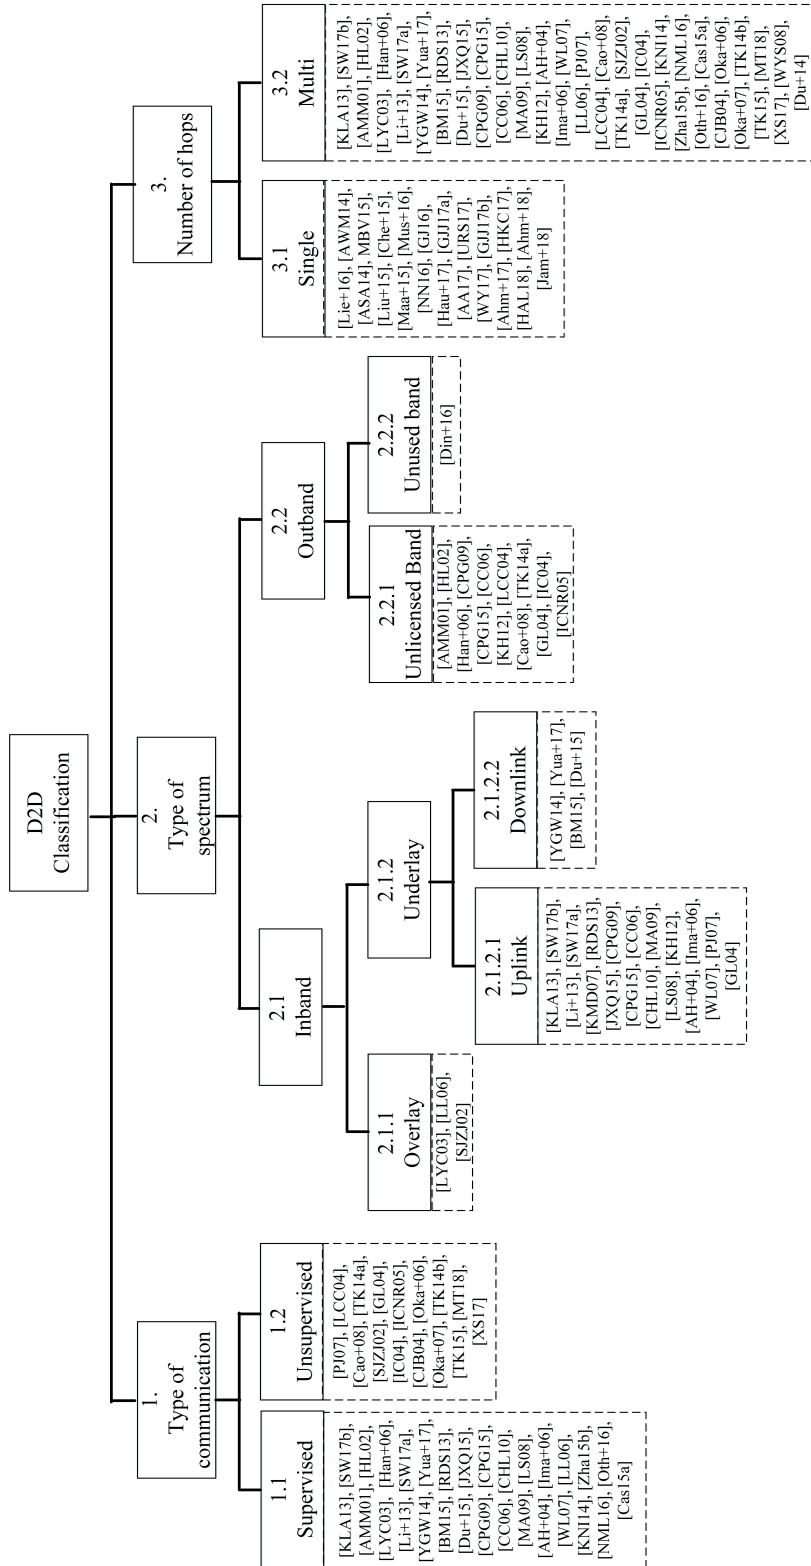 D2D
Classification
1.
Type of
communication
1.1
Supervised
[KLA13], [SW17b],
[AMM01], [HL02],
[LYC03], [Han+06],
[Li+13], [SW17a],
[YGW14], [Yua+17],
[BM15], [RDS13],
[Du+15], [JXQ15],
[CPG09], [CPG15],
[CC06], [CHL10],
[MA09], [LS08],
[AH+04], [Ima+06],
[WL07], [LL06],
[KNI14], [Zha15b],
[NML16], [Oth+16],
[Cas15a]
1.2
Unsupervised
[PJ07], [LCC04],
[Cao+08], [TK14a],
[SJZJ02], [GL04],
[IC04], [ICNR05],
[CJB04], [Oka+06],
[Oka+07], [TK14b],
[TK15], [MT18],
[XS17]
2.
Type of
spectrum
2.1
Inband
2.1.1
Overlay
[LYC03], [LL06],
[SJZJ02]
2.1.2
Underlay
2.1.2.1
Uplink
[KLA13], [SW17b],
[Li+13], [SW17a],
[KMD07], [RDS13],
[JXQ15], [CPG09],
[CPG15], [CC06],
[CHL10], [MA09],
[LS08], [KH12],
[AH+04], [Ima+06],
[WL07], [PJ07],
[GL04]
2.1.2.2
Downlink
[YGW14], [Yua+17],
[BM15], [Du+15]
2.2
Outband
2.2.1
Unlicensed Band
[AMM01], [HL02],
[Han+06], [CPG09],
[CPG15], [CC06],
[KH12], [LCC04],
[Cao+08], [TK14a],
[GL04], [IC04],
[ICNR05]
2.2.2
Unused band
[Din+16]
3.
Number of hops
3.1
Single
[Lie+16], [AWM14],
[ASA14], MBV15],
[Liu+15], [Che+15],
[Maa+15], [Mus+16],
[NN16], [GJ16],
[Hau+17], [GJJ17a],
[AA17], [URS17],
[WY17], [GJJ17b],
[Ahm+17], [HKC17],
[HAL18], [Ahm+18],
[Jam+18]
3.2
Multi
[KLA13], [SW17b],
[AMM01], [HL02],
[LYC03], [Han+06],
[Li+13], [SW17a],
[YGW14], [Yua+17],
[BM15], [RDS13],
[Du+15], [JXQ15],
[CPG09], [CPG15],
[CC06], [CHL10],
[MA09], [LS08],
[KH12], [AH+04],
[Ima+06], [WL07],
[LL06], [PJ07],
[LCC04], [Cao+08],
[TK14a], [SJZJ02],
[GL04], [IC04],
[ICNR05], [KNI14],
[Zha15b], [NML16],
[Oth+16], [Cas15a],
[CJB04], [Oka+06],
[Oka+07], [TK14b],
[TK15], [MT18],
[XS17], [WYS08],
[Du+14]